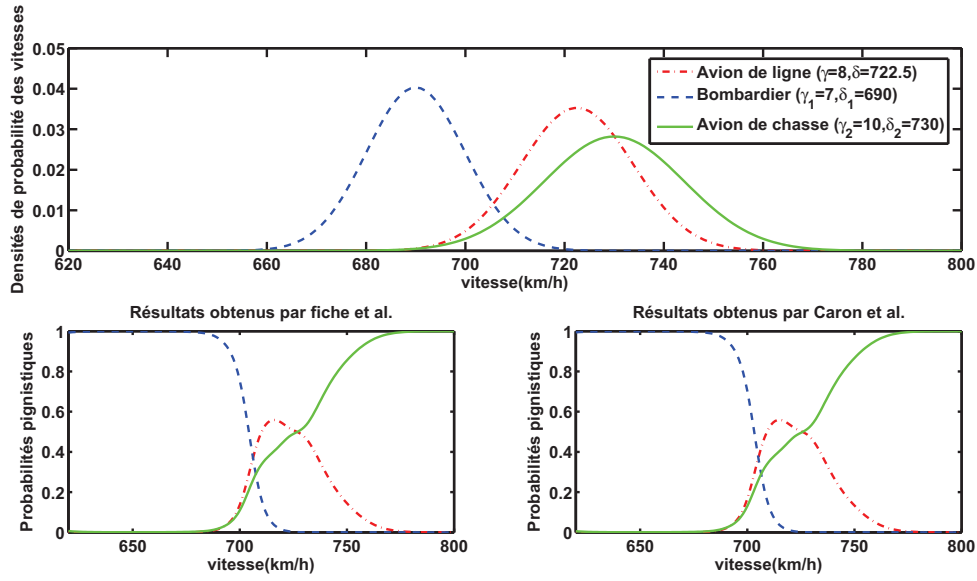 Densités de probabilité des vitesses
0.05
0.04
0.03
0.02
0.01
0
620 640 660 680 700 720 740 760 780 800
vitesse(km/h)
Avion de ligne (γ=8,δ=722.5)
Bombardier (γ₁=7,δ₁=690)
Avion de chasse (γ₂=10,δ₂=730)
Résultats obtenus par fiche et al.
Probabilités pignistiques
1
0.8
0.6
0.4
0.2
0
650 700 750 800
vitesse(km/h)
Résultats obtenus par Caron et al.
Probabilités pignistiques
1
0.8
0.6
0.4
0.2
0
650 700 750 800
vitesse(km/h)